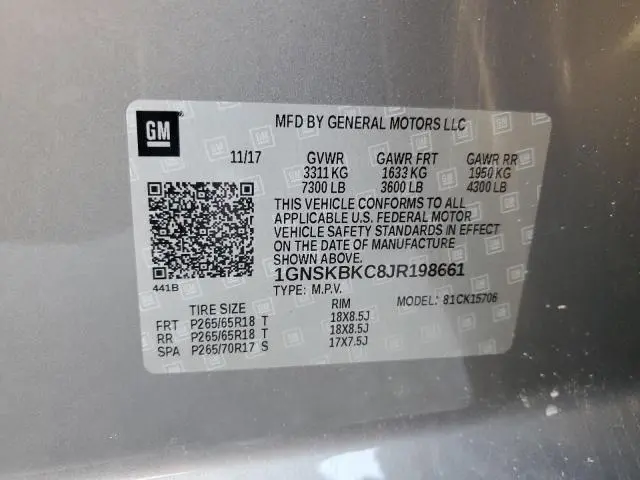 GM
MFD BY GENERAL MOTORS LLC
11/17 GVWR GAWR FRT GAWR RR
3311 KG 1633 KG 1950 KG
7300 LB 3600 LB 4300 LB
THIS VEHICLE CONFORMS TO ALL
APPLICABLE U.S. FEDERAL MOTOR
VEHICLE SAFETY STANDARDS IN EFFECT
ON THE DATE OF MANUFACTURE
SHOWN ABOVE.
1GNSKBKC8JR198661
441B TYPE: M.P.V. MODEL: 81CK15706
TIRE SIZE RIM
FRT P265/65R18 T 18X8.5J
RR P265/65R18 T 18X8.5J
SPA P265/70R17 S 17X7.5J